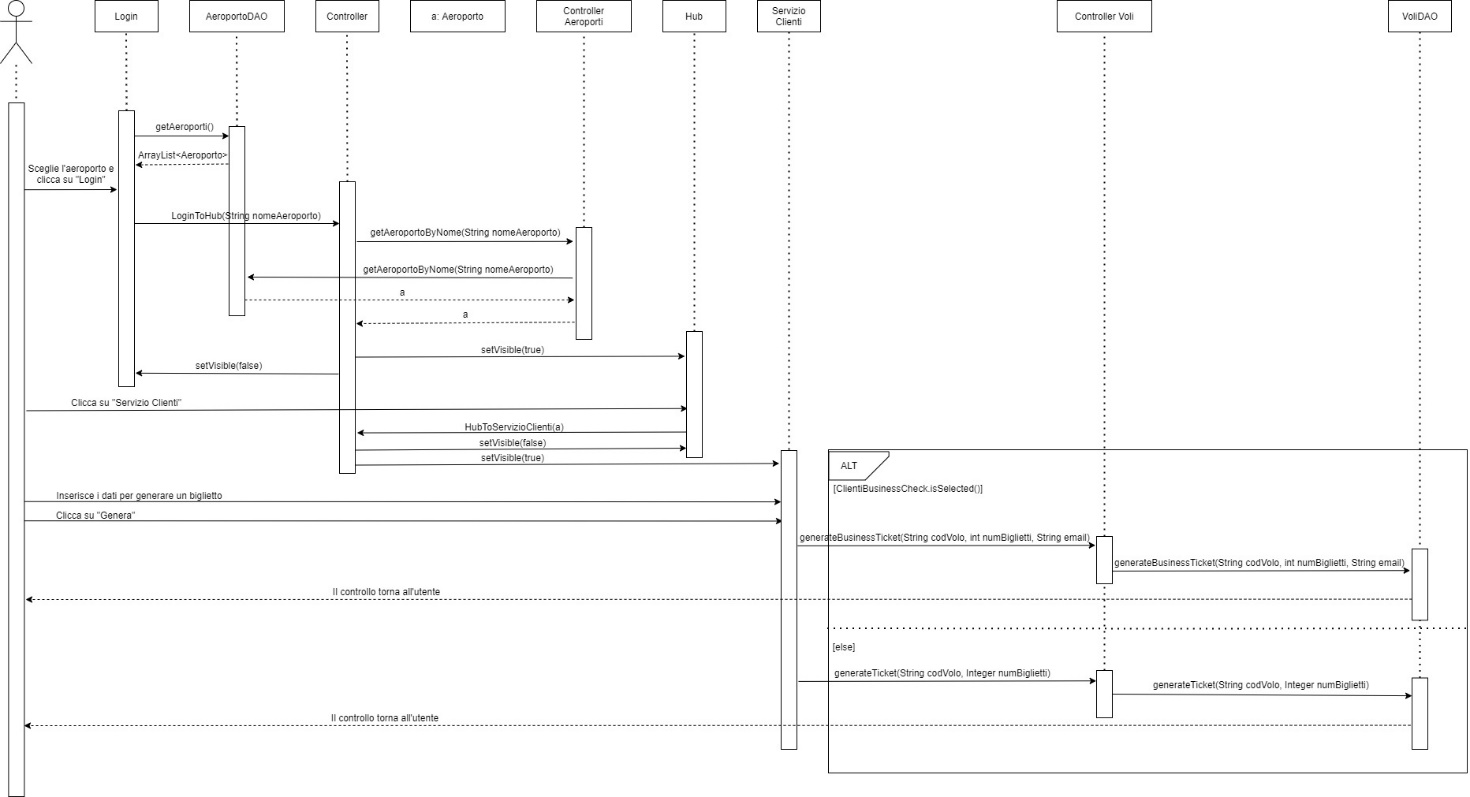 Login
AeroportoDAO
Controller
a: Aeroporto
Controller
Aeroporti
Hub
Servizio
Clienti
Controller Voli
VoliDAO
getAeroporti()
ArrayList<Aeroporto>
Sceglie l'aeroporto e
clicca su "Login"
LoginToHub(String nomeAeroporto)
getAeroportoByNome(String nomeAeroporto)
getAeroportoByNome(String nomeAeroporto)
a
a
setVisible(true)
setVisible(false)
Clicca su "Servizio Clienti"
HubToServizioClienti(a)
setVisible(false)
setVisible(true)
ALT
[ClientiBusinessCheck.isSelected()]
Inserisce i dati per generare un biglietto
Clicca su "Genera"
generateBusinessTicket(String codVolo, int numBiglietti, String email)
generateBusinessTicket(String codVolo, int numBiglietti, String email)
Il controllo torna all'utente
[else]
generateTicket(String codVolo, Integer numBiglietti)
generateTicket(String codVolo, Integer numBiglietti)
Il controllo torna all'utente